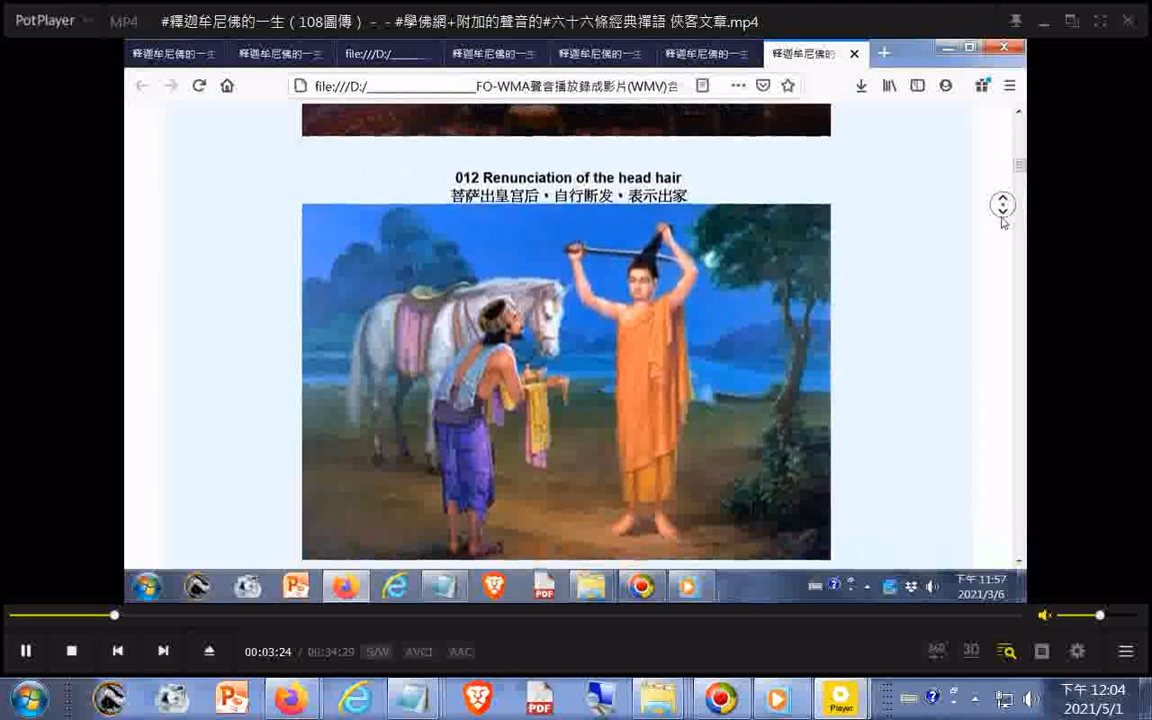 PotPlayer MP4 #釋迦牟尼佛的一生 ( 108圖傳 ) - - #學佛網+附加的聲音的#六十六條經典禪語 俠客文章.mp4
釋迦牟尼佛的一生 釋迦牟尼佛的一生 file:///D:/______ 釋迦牟尼佛的一生 釋迦牟尼佛的一生 釋迦牟尼佛的一生 釋迦牟尼佛的
file:///D:/__________________FO-WMA聲音播放錄成影片(WMV)含
012 Renunciation of the head hair
菩萨出皇宫后・自行断发・表示出家
PDF
下午 11:57
2021/3/6
00:03:24 / 00:34:29 S/W AVCI AAC 3D
PDF Player
下午 12:04
2021/5/1